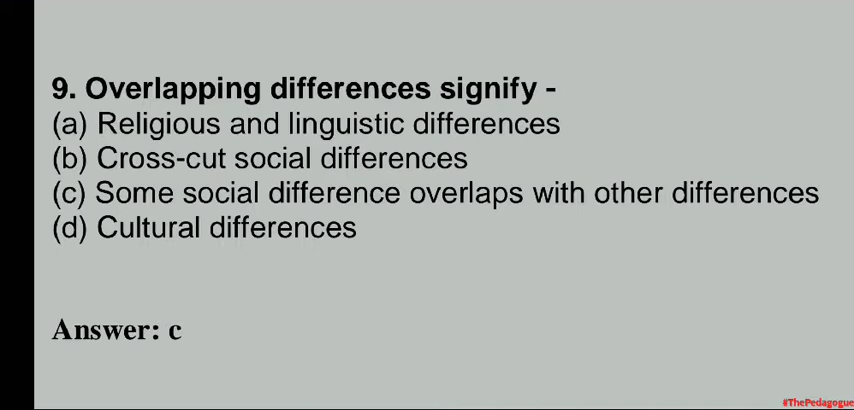 9. Overlapping differences signify -
(a) Religious and linguistic differences
(b) Cross-cut social differences
(c) Some social difference overlaps with other differences
(d) Cultural differences
Answer: c
#ThePedagogue